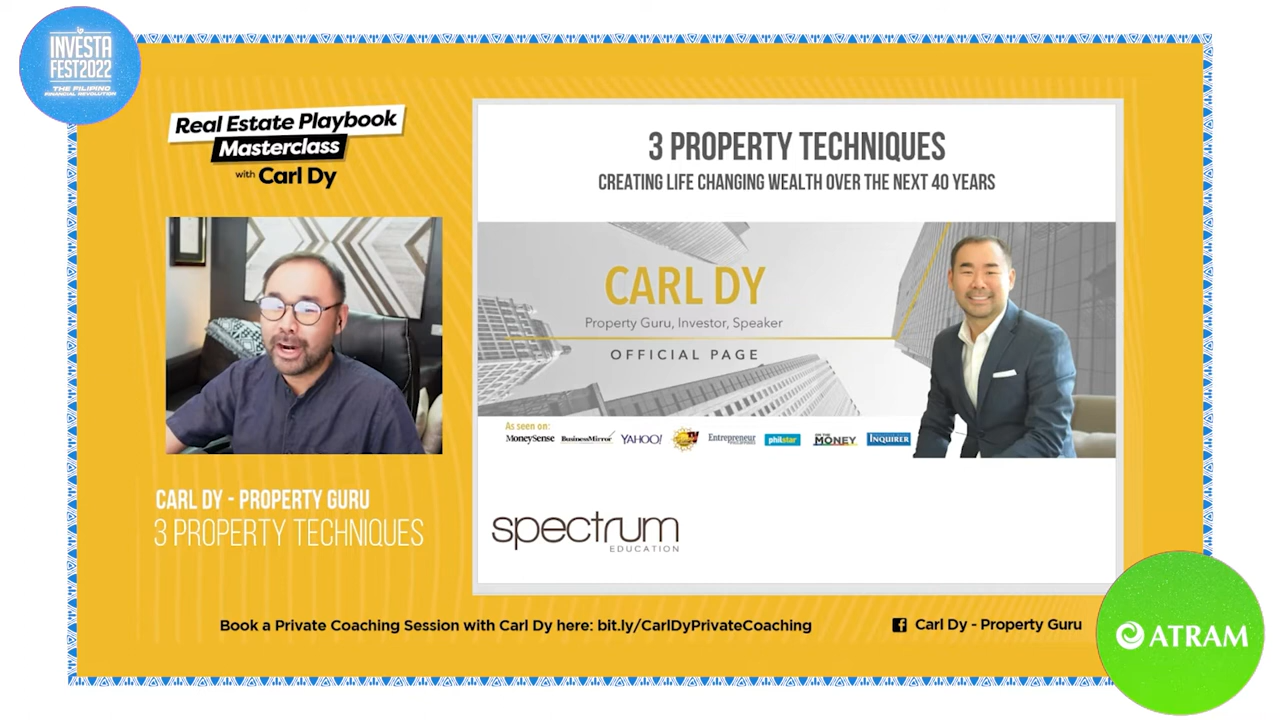 INVESTA
FEST2022
THE FILIPINO
FINANCIAL REVOLUTION
Real Estate Playbook
Masterclass
with Carl Dy
3 PROPERTY TECHNIQUES
CREATING LIFE CHANGING WEALTH OVER THE NEXT 40 YEARS
CARL DY
Property Guru, Investor, Speaker
OFFICIAL PAGE
As seen on:
MoneySense BusinessMirror YAHOO! TV Entrepreneur philstar ON THE MONEY INQUIRER
CARL DY - PROPERTY GURU
3 PROPERTY TECHNIQUES
spectrum
EDUCATION
Book a Private Coaching Session with Carl Dy here: bit.ly/CarlDyPrivateCoaching
Carl Dy - Property Guru
ATRAM